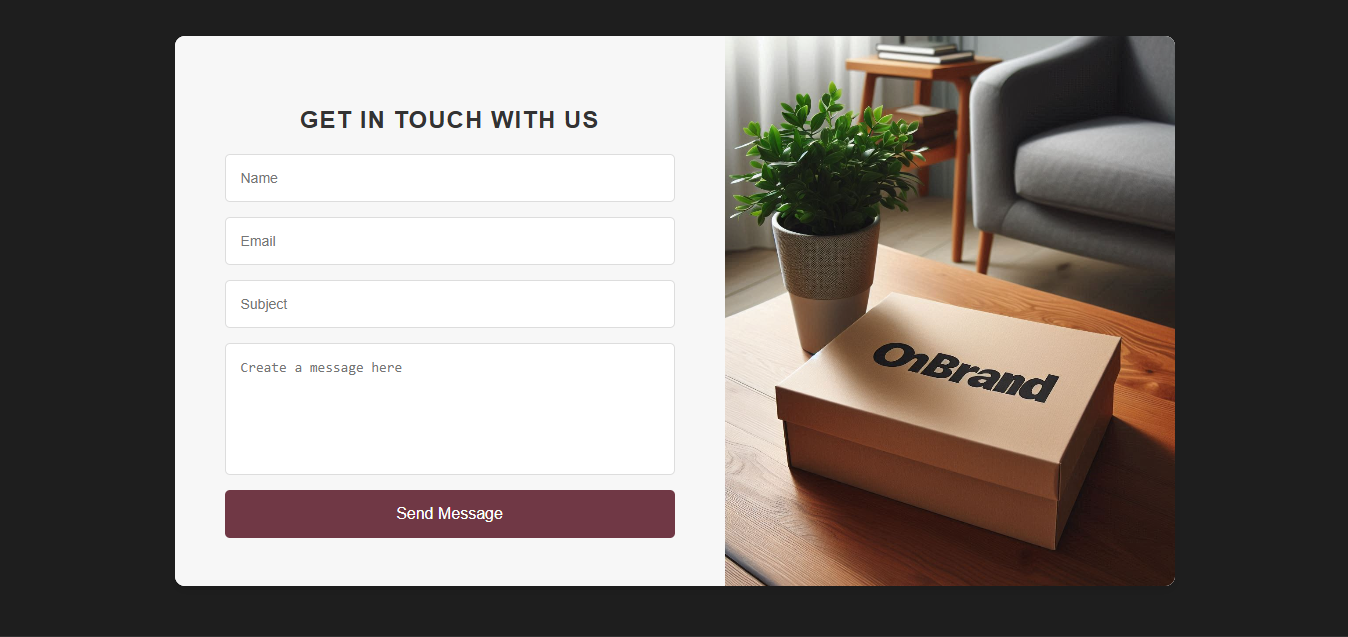 GET IN TOUCH WITH US
Name
Email
Subject
Create a message here
Send Message
OnBrand